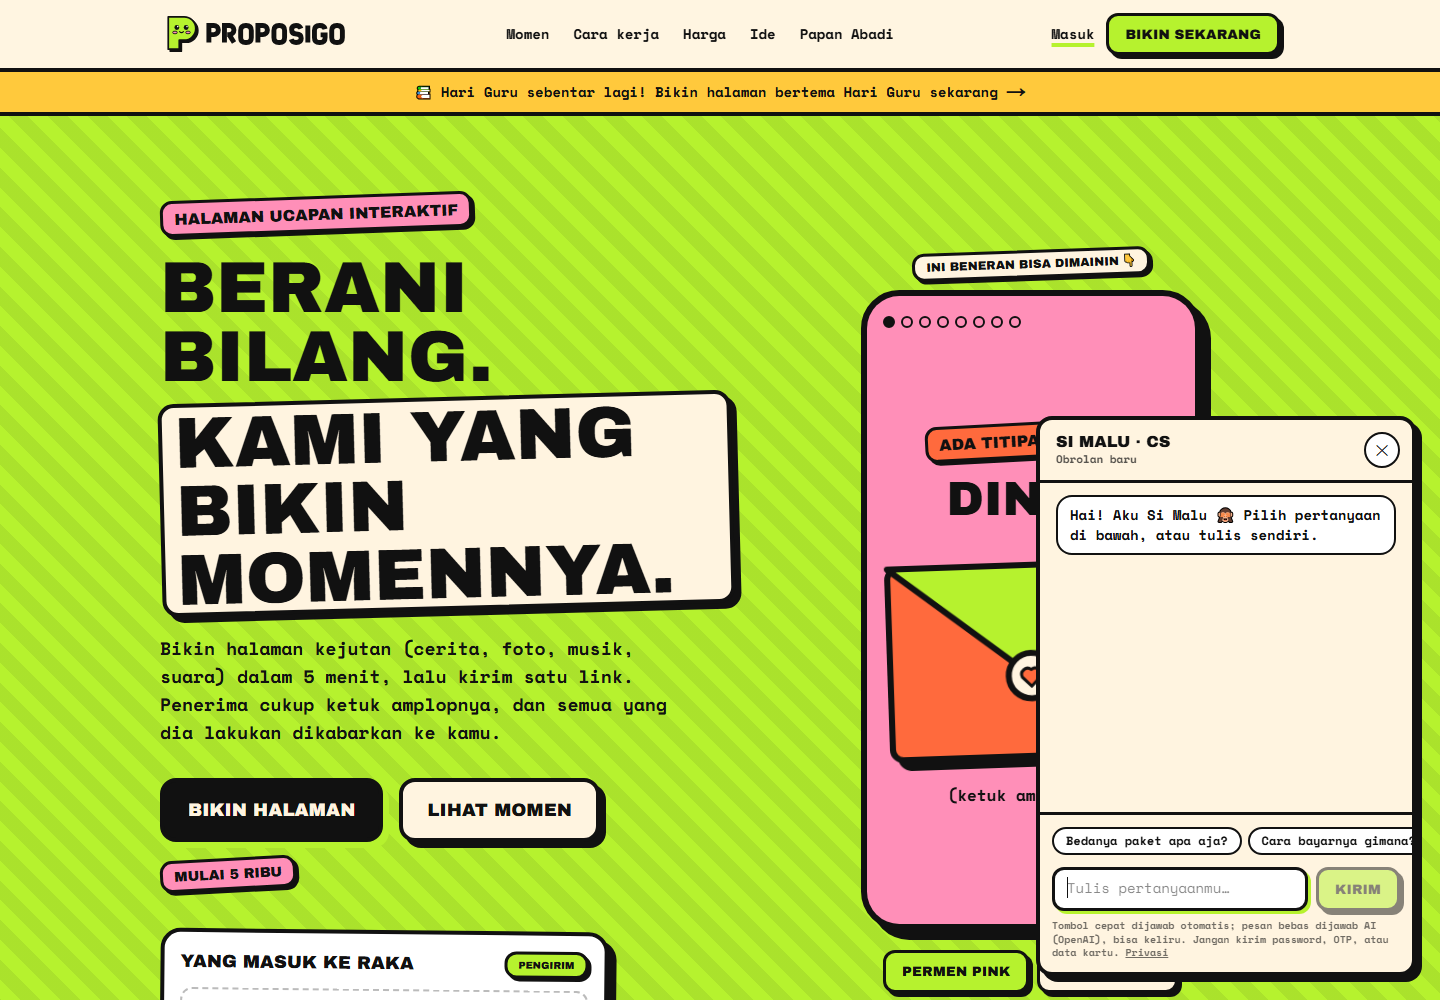 PROPOSIGO
Momen
Cara kerja
Harga
Ide
Papan Abadi
Masuk
BIKIN SEKARANG
Hari Guru sebentar lagi! Bikin halaman bertema Hari Guru sekarang →
HALAMAN UCAPAN INTERAKTIF
BERANI
BILANG.
KAMI YANG
BIKIN
MOMENNYA.
Bikin halaman kejutan (cerita, foto, musik,
suara) dalam 5 menit, lalu kirim satu link.
Penerima cukup ketuk amplopnya, dan semua yang
dia lakukan dikabarkan ke kamu.
BIKIN HALAMAN
LIHAT MOMEN
MULAI 5 RIBU
YANG MASUK KE RAKA
PENGIRIM
INI BENERAN BISA DIMAININ
ADA TITIPA
DIN
(ketuk am
PERMEN PINK
SI MALU · CS
Obrolan baru
Hai! Aku Si Malu 🙈 Pilih pertanyaan
di bawah, atau tulis sendiri.
Bedanya paket apa aja?
Cara bayarnya gimana?
Tulis pertanyaanmu…
KIRIM
Tombol cepat dijawab otomatis; pesan bebas dijawab AI
(OpenAI), bisa keliru. Jangan kirim password, OTP, atau
data kartu. Privasi